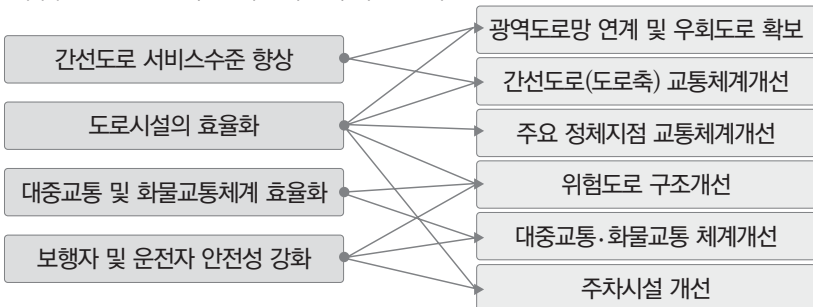 간선도로 서비스수준 향상
도로시설의 효율화
대중교통 및 화물교통체계 효율화
보행자 및 운전자 안전성 강화
광역도로망 연계 및 우회도로 확보
간선도로(도로축) 교통체계개선
주요 정체지점 교통체계개선
위험도로 구조개선
대중교통·화물교통 체계개선
주차시설 개선